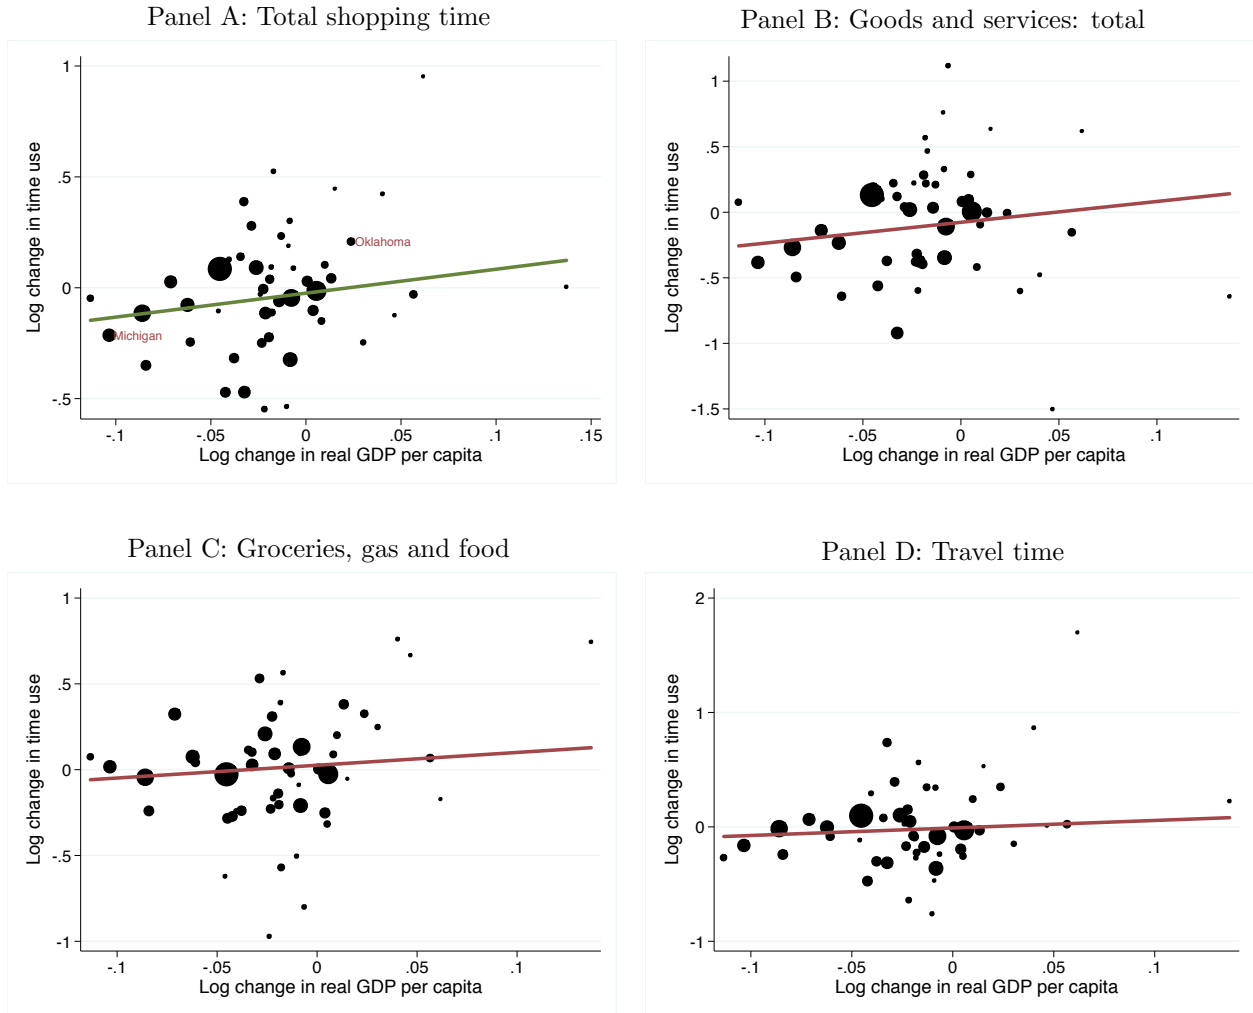 Panel A: Total shopping time
Log change in time use
1
.5
0
-.5
Oklahoma
Michigan
-.1
-.05
0
.05
.1
.15
Log change in real GDP per capita
Panel B: Goods and services: total
Log change in time use
1
.5
0
-.5
-1
-1.5
-.1
-.05
0
.05
.1
Log change in real GDP per capita
Panel C: Groceries, gas and food
Log change in time use
1
.5
0
-.5
-1
-.1
-.05
0
.05
.1
Log change in real GDP per capita
Panel D: Travel time
Log change in time use
2
1
0
-1
-.1
-.05
0
.05
.1
Log change in real GDP per capita